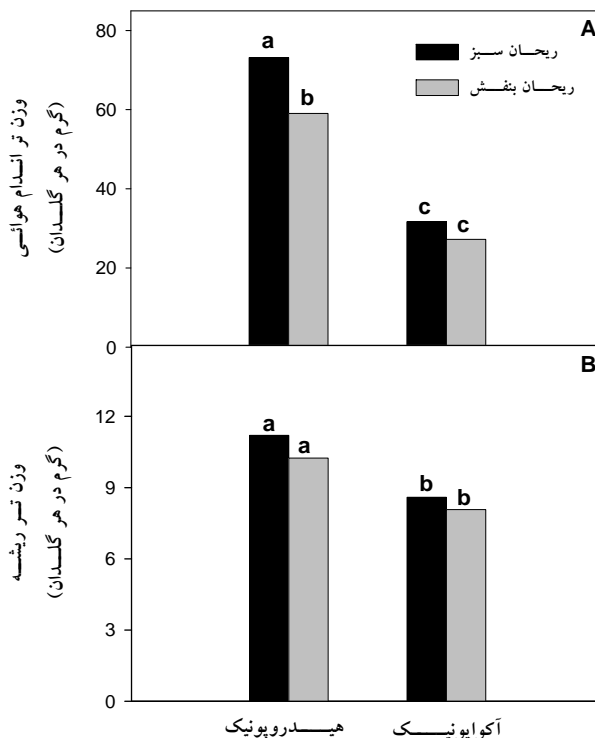 A
ریحان سبز
ریحان بنفش
وزن تر اندام هوائی
(گرم در هر گلدان)
80
60
40
20
0
a
b
c
c
B
وزن تر ریشه
(گرم در هر گلدان)
12
9
6
3
0
a
a
b
b
هیدروپونیک
آکواپونیک